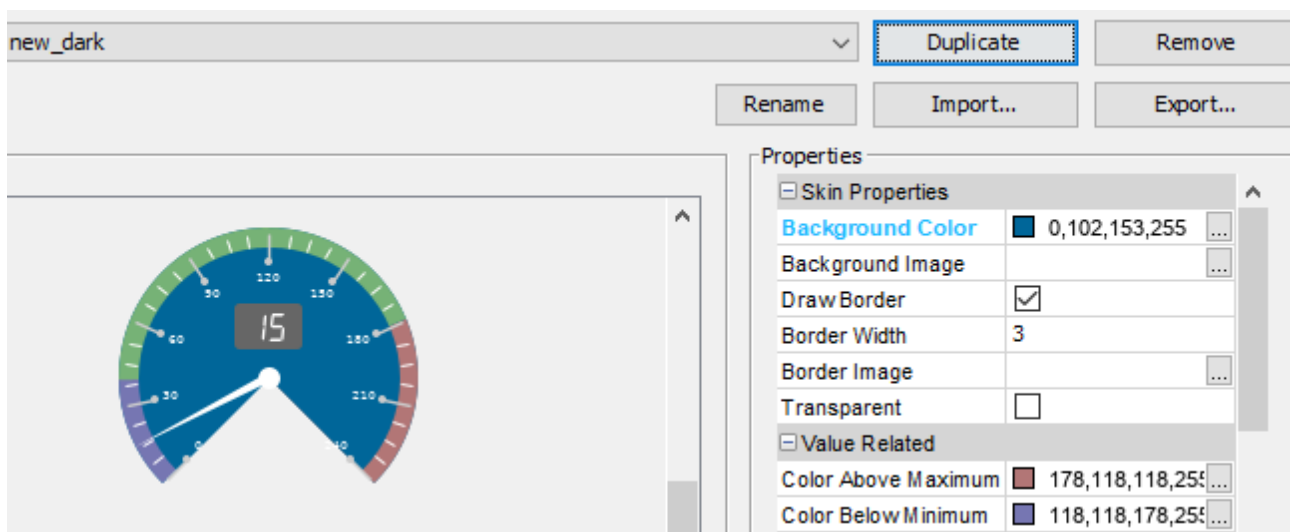 new_dark
Duplicate
Remove
Rename
Import...
Export...
Properties
Skin Properties
Background Color 0,102,153,255 ...
Background Image ...
Draw Border
Border Width 3
Border Image ...
Transparent
Value Related
Color Above Maximum 178,118,118,255 ...
Color Below Minimum 118,118,178,255 ...
120
90
150
15
60
180
30
210
0